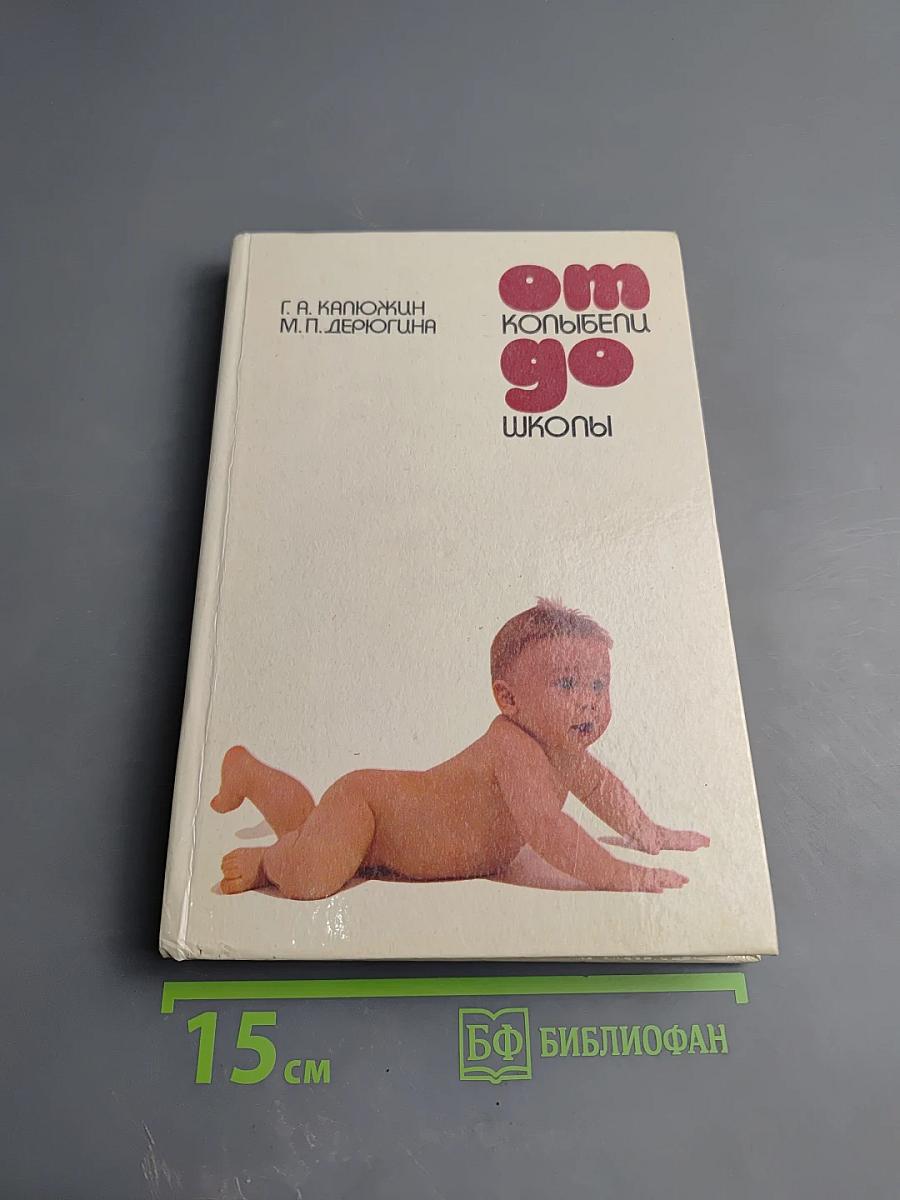 Г. А. КАЛЮЖИН
М. П. ДЕРЮГИНА
от
КОЛЫБЕЛИ
до
ШКОЛЫ
15 см
БФ БИБЛИОФАН